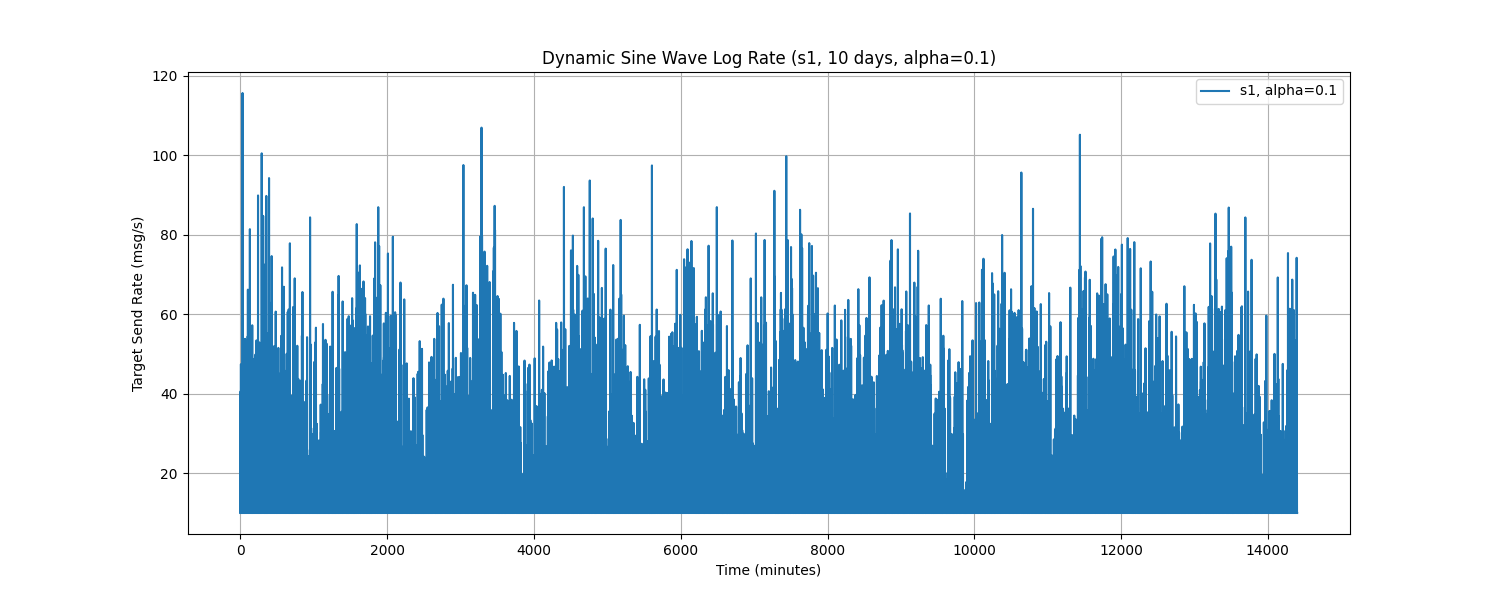 Dynamic Sine Wave Log Rate (s1, 10 days, alpha=0.1)
s1, alpha=0.1
Target Send Rate (msg/s)
120
100
80
60
40
20
0 2000 4000 6000 8000 10000 12000 14000
Time (minutes)